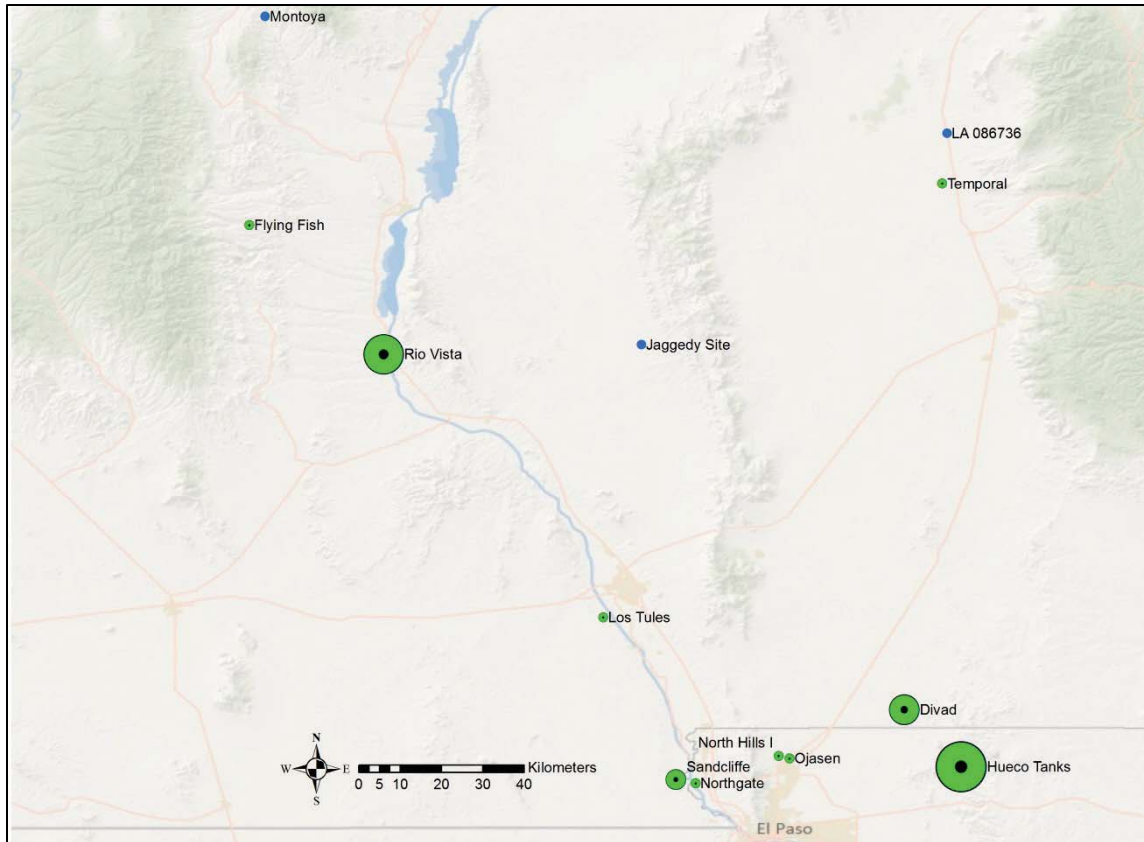 Montoya
LA 086736
Temporal
Flying Fish
Jaggedy Site
Rio Vista
Los Tules
Divad
North Hills I
Ojasen
N
W E
S
Kilometers
0 5 10 20 30 40
Sandcliffe
Hueco Tanks
Northgate
El Paso